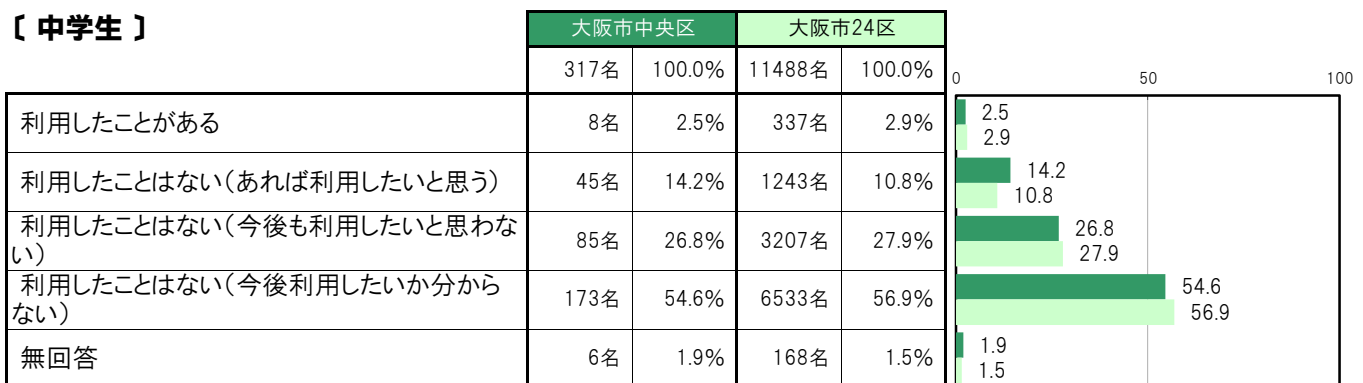 〔 中学生 〕
大阪市中央区 大阪市24区
317名 100.0% 11488名 100.0%
0 50 100
利用したことがある 8名 2.5% 337名 2.9%
2.5
2.9
利用したことはない（あれば利用したいと思う） 45名 14.2% 1243名 10.8%
14.2
10.8
利用したことはない（今後も利用したいと思わな
い） 85名 26.8% 3207名 27.9%
26.8
27.9
利用したことはない（今後利用したいか分から
ない） 173名 54.6% 6533名 56.9%
54.6
56.9
無回答 6名 1.9% 168名 1.5%
1.9
1.5